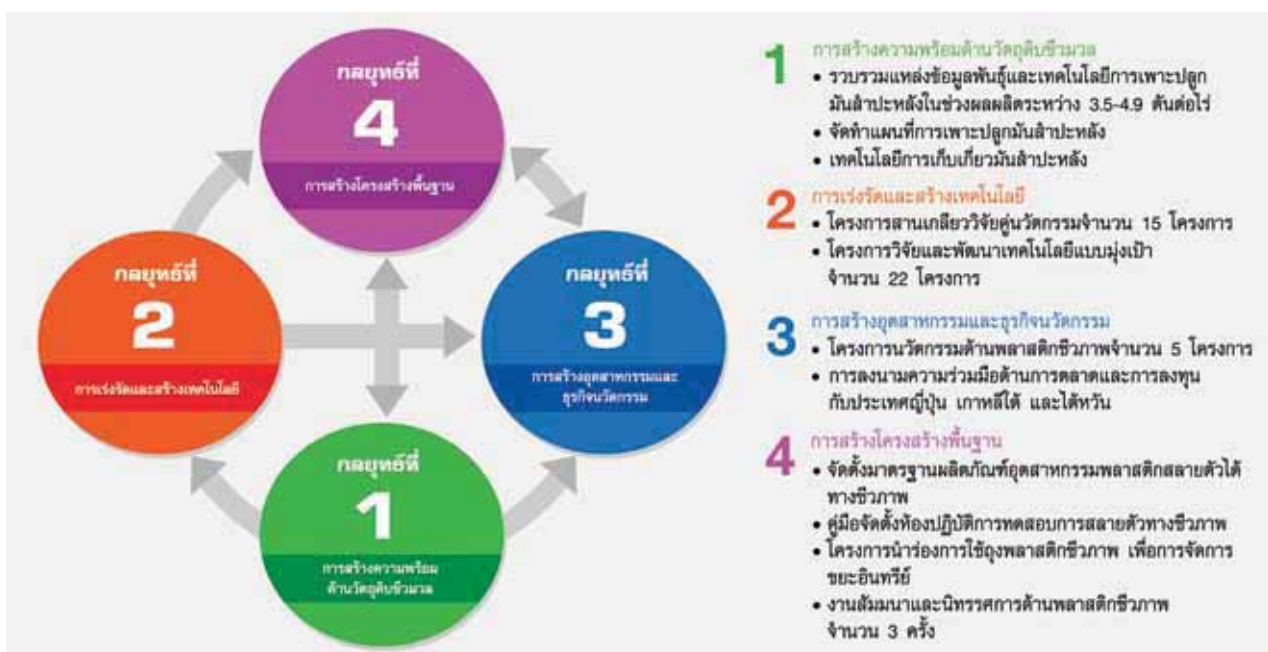 กลยุทธ์ที่
4
การสร้างโครงสร้างพื้นฐาน
กลยุทธ์ที่
2
การเร่งรัดและสร้างเทคโนโลยี
กลยุทธ์ที่
3
การสร้างอุตสาหกรรมและ
ธุรกิจนวัตกรรม
กลยุทธ์ที่
1
การสร้างความพร้อม
ด้านวัตถุดิบชีวมวล
1 การสร้างความพร้อมด้านวัตถุดิบชีวมวล
• รวบรวมแหล่งข้อมูลพันธุ์และเทคโนโลยีการเพาะปลูก
มันสำปะหลังในช่วงผลผลิตระหว่าง 3.5-4.9 ตันต่อไร่
• จัดทำแผนที่การเพาะปลูกมันสำปะหลัง
• เทคโนโลยีการเก็บเกี่ยวมันสำปะหลัง
2 การเร่งรัดและสร้างเทคโนโลยี
• โครงการสานเกลียววิจัยคู่นวัตกรรมจำนวน 15 โครงการ
• โครงการวิจัยและพัฒนาเทคโนโลยีแบบมุ่งเป้า
จำนวน 22 โครงการ
3 การสร้างอุตสาหกรรมและธุรกิจนวัตกรรม
• โครงการนวัตกรรมด้านพลาสติกชีวภาพจำนวน 5 โครงการ
• การลงนามความร่วมมือด้านการตลาดและการลงทุน
กับประเทศญี่ปุ่น เกาหลีใต้ และไต้หวัน
4 การสร้างโครงสร้างพื้นฐาน
• จัดตั้งมาตรฐานผลิตภัณฑ์อุตสาหกรรมพลาสติกสลายตัวได้
ทางชีวภาพ
• คู่มือจัดตั้งห้องปฏิบัติการทดสอบการสลายตัวทางชีวภาพ
• โครงการนำร่องการใช้ถุงพลาสติกชีวภาพ เพื่อการจัดการ
ขยะอินทรีย์
• งานสัมมนาและนิทรรศการด้านพลาสติกชีวภาพ
จำนวน 3 ครั้ง